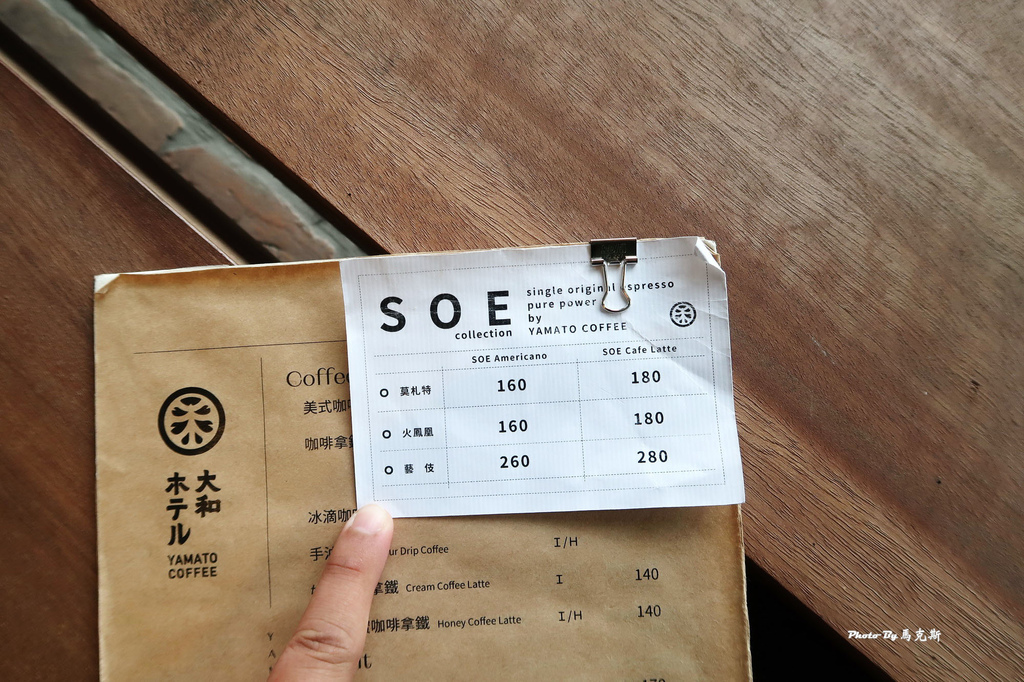 SOE
collection
single original espresso
pure power
by
YAMATO COFFEE
SOE Americano SOE Cafe Latte
莫札特 160 180
火鳳凰 160 180
藝 伎 260 280
大和
ホテル
YAMATO
COFFEE
Coffee
美式咖
咖啡拿
冰滴咖
手 ur Drip Coffee I/H
拿鐵 Cream Coffee Latte I 140
咖啡拿鐵 Honey Coffee Latte I/H 140
Photo By 馬克斯